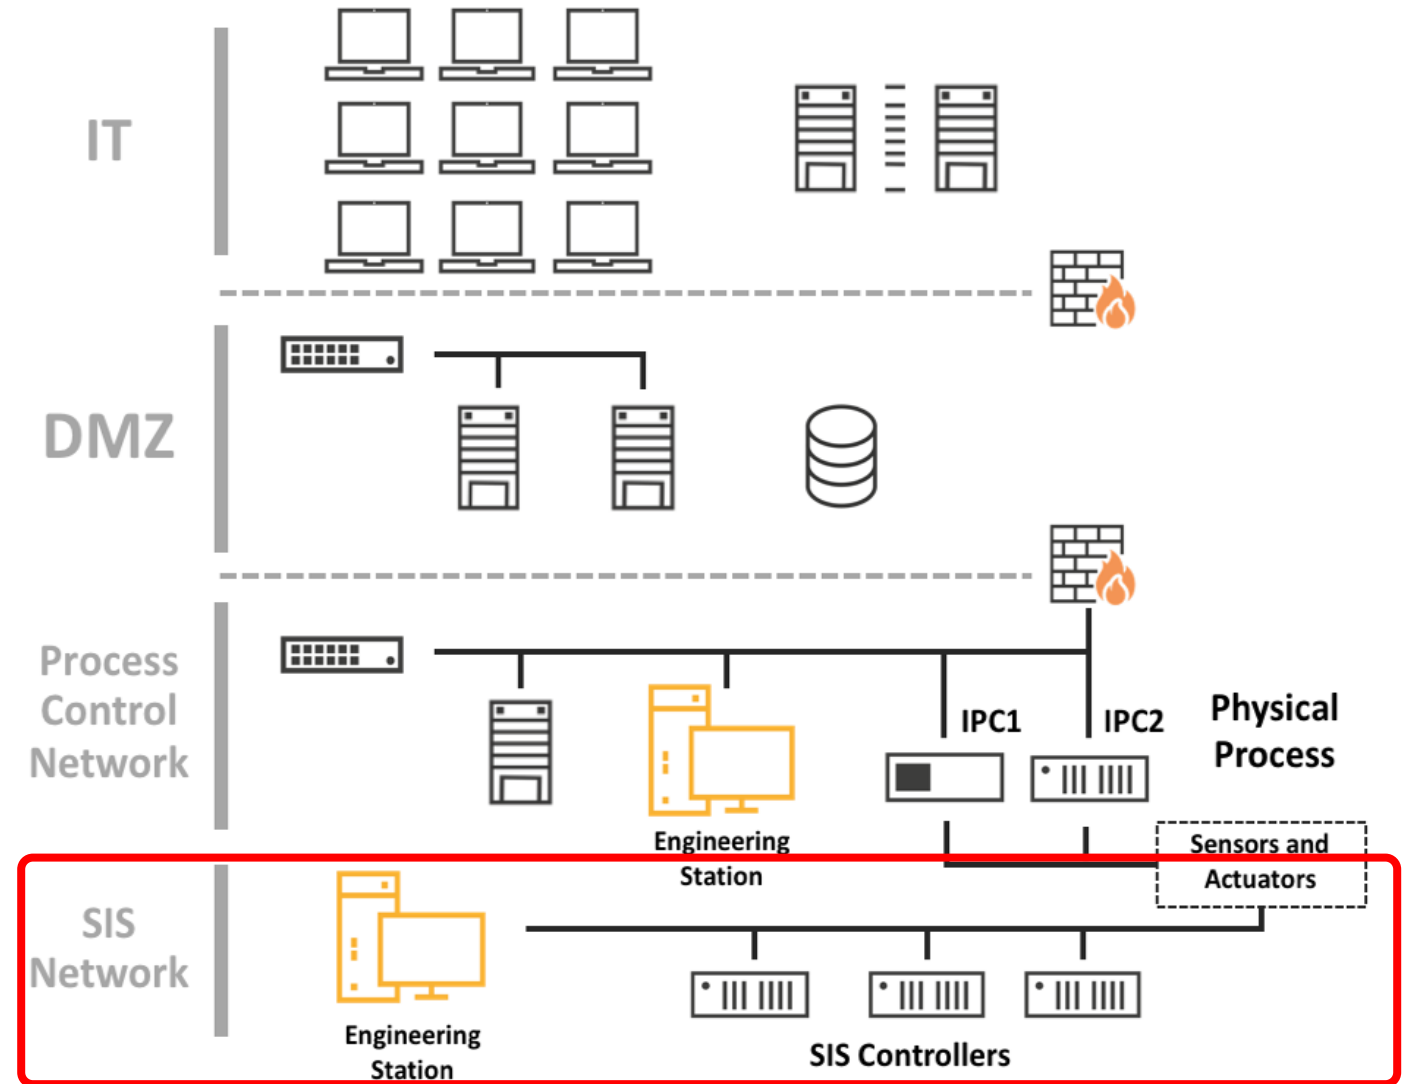 IT
DMZ
Process
Control
Network
IPC1
IPC2
Physical
Process
Engineering
Station
Sensors and
Actuators
SIS
Network
Engineering
Station
SIS Controllers